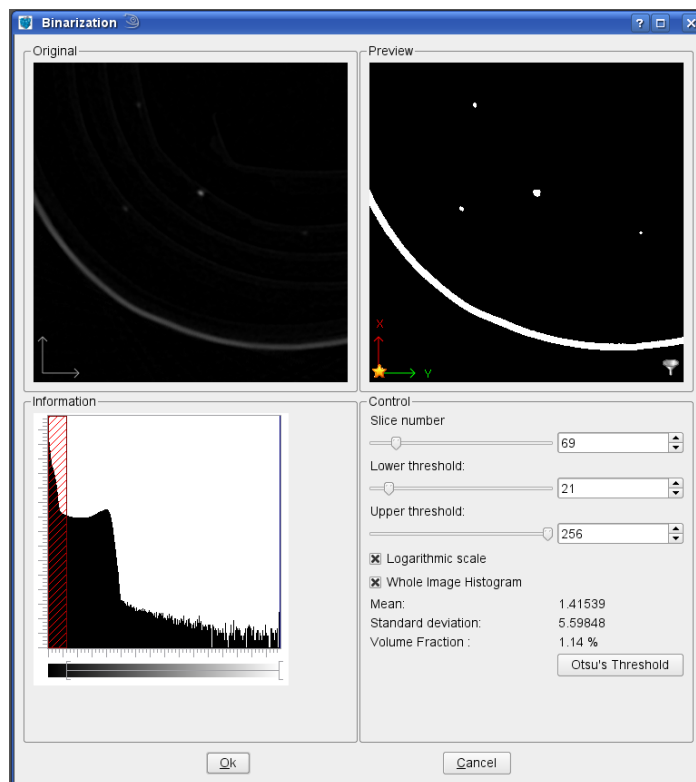 Binarization
?
Original
Preview
X
Y
Information
Control
Slice number
69
Lower threshold:
21
Upper threshold:
256
Logarithmic scale
Whole Image Histogram
Mean: 1.41539
Standard deviation: 5.59848
Volume Fraction : 1.14 %
Otsu's Threshold
Ok
Cancel